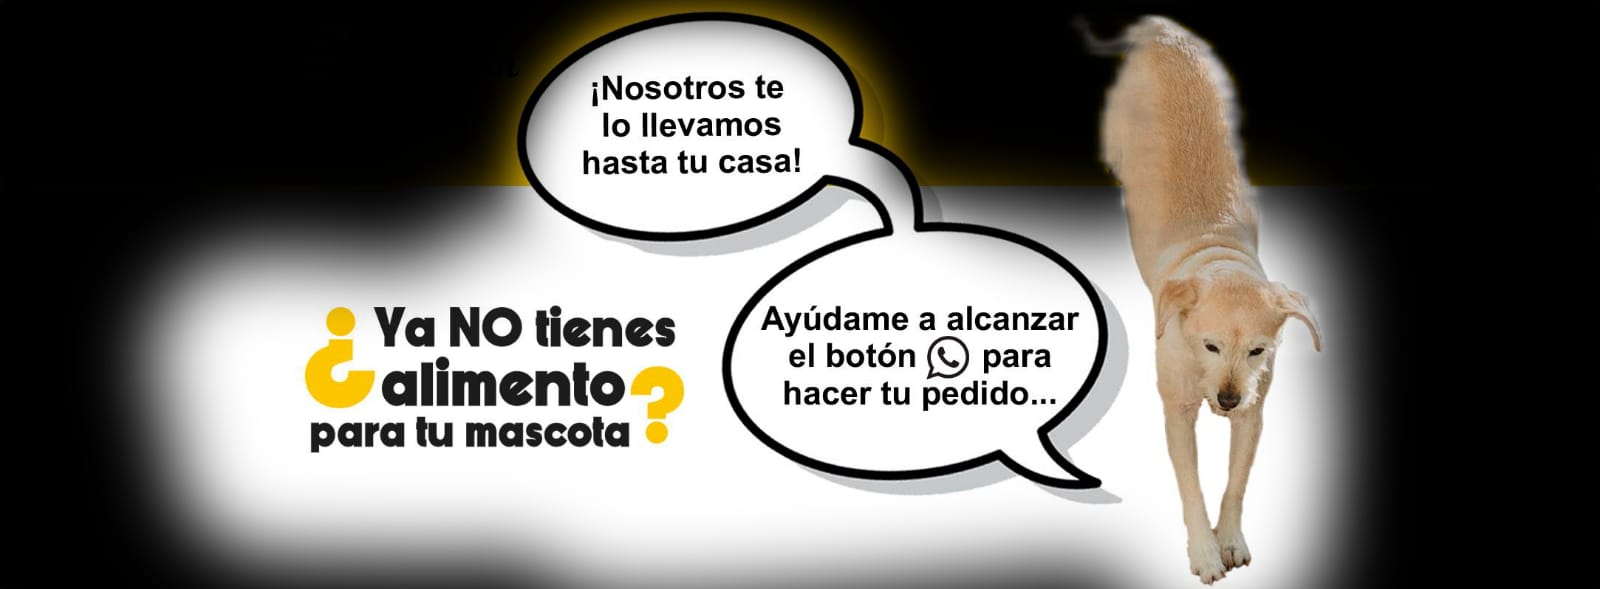 ¡Nosotros te
lo llevamos
hasta tu casa!
¿Ya NO tienes
alimento?
para tu mascota
Ayúdame a alcanzar
el botón para
hacer tu pedido...